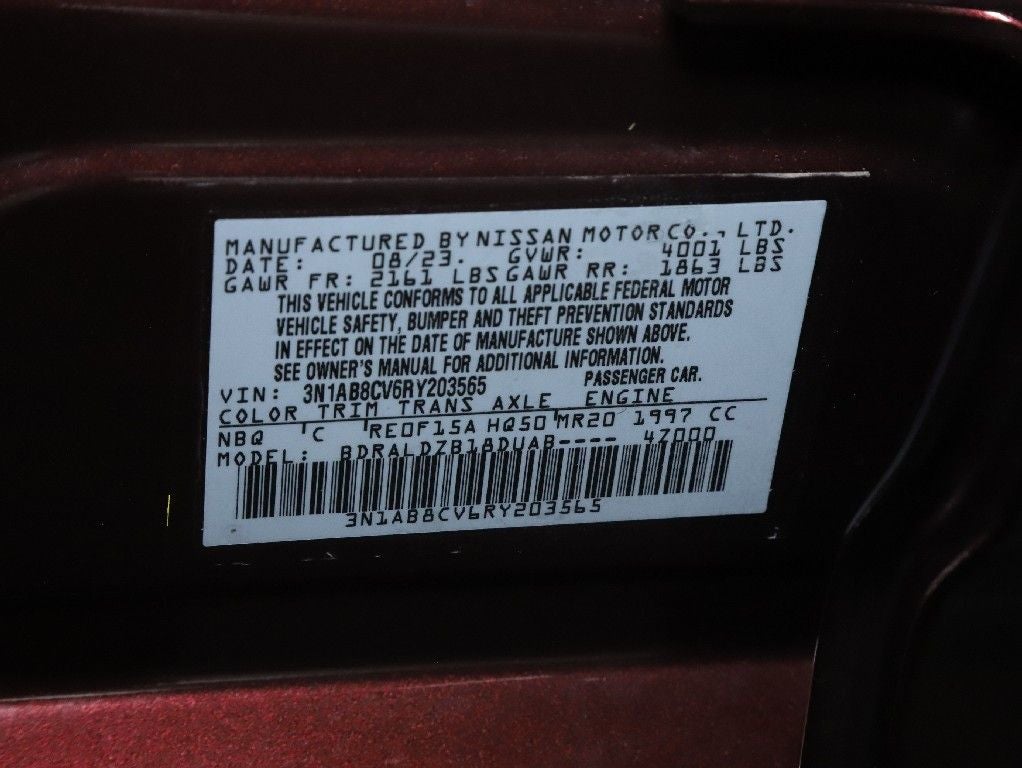 MANUFACTURED BY NISSAN MOTOR CO., LTD.
DATE: 08/23. GVWR: 4001 LBS
GAWR FR: 2161 LBS GAWR RR: 1863 LBS
THIS VEHICLE CONFORMS TO ALL APPLICABLE FEDERAL MOTOR
VEHICLE SAFETY, BUMPER AND THEFT PREVENTION STANDARDS
IN EFFECT ON THE DATE OF MANUFACTURE SHOWN ABOVE.
SEE OWNER'S MANUAL FOR ADDITIONAL INFORMATION.
VIN: 3N1AB8CV6RY203565 PASSENGER CAR.
COLOR TRIM TRANS AXLE ENGINE
NBQ C RE0F15A HQ50 MR20 1997 CC
MODEL: BDRALDZB18DUAB---- 47000
3N1AB8CV6RY203565